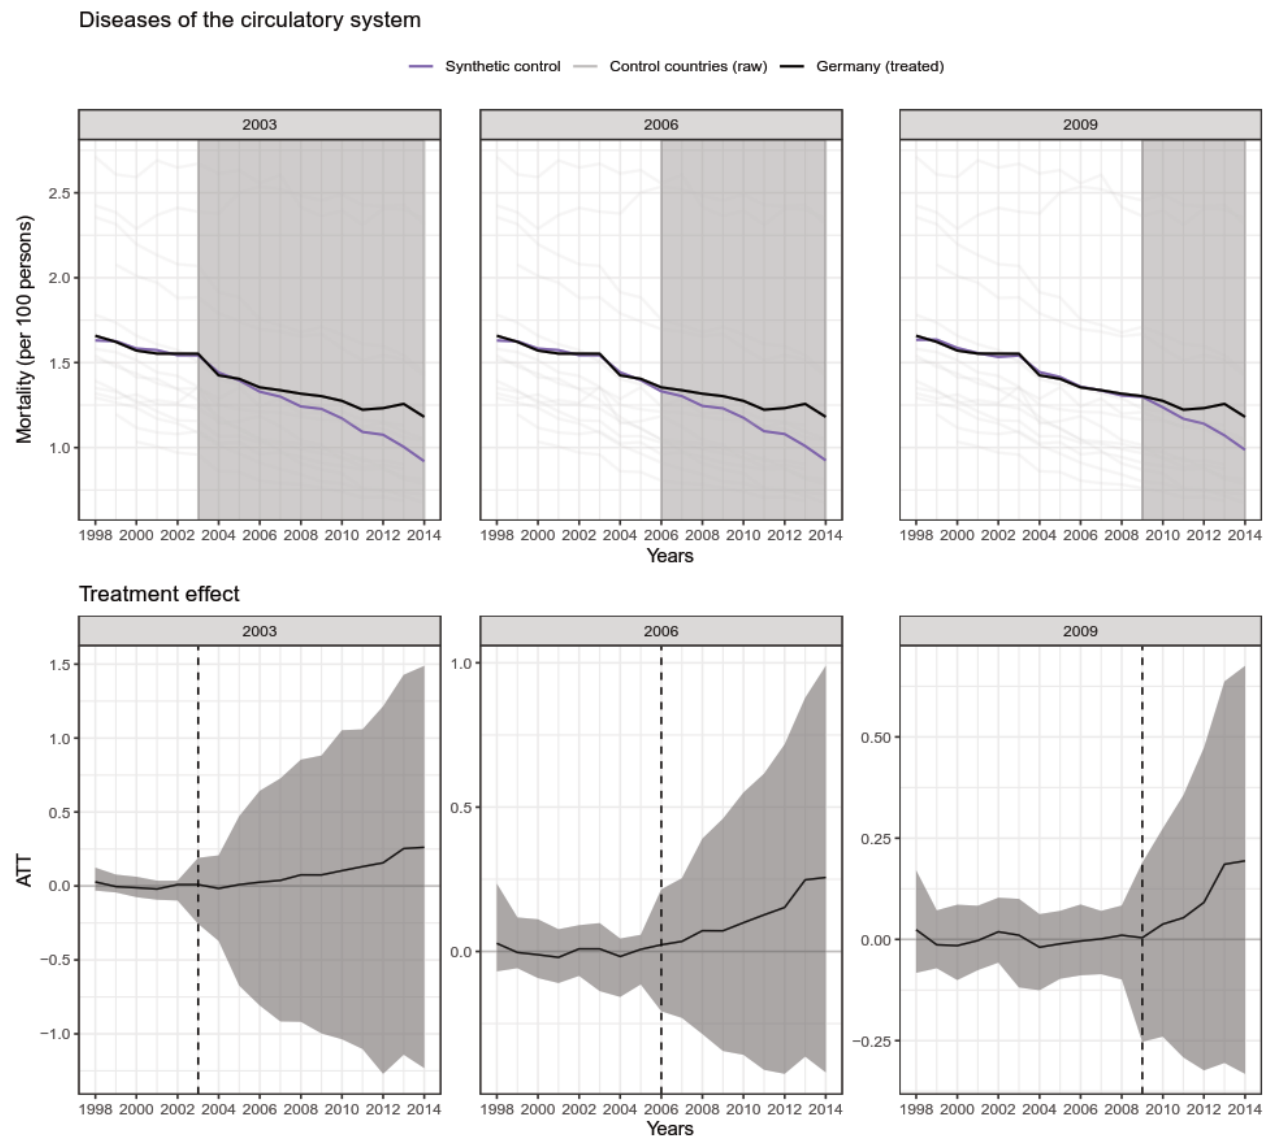 Diseases of the circulatory system
Synthetic control Control countries (raw) Germany (treated)
2003 2006 2009
Mortality (per 100 persons)
2.5
2.0
1.5
1.0
1998 2000 2002 2004 2006 2008 2010 2012 2014 1998 2000 2002 2004 2006 2008 2010 2012 2014 1998 2000 2002 2004 2006 2008 2010 2012 2014
Years
Treatment effect
2003 2006 2009
ATT
1.5
1.0
0.5
0.0
−0.5
−1.0
1.0
0.5
0.0
0.50
0.25
0.00
−0.25
1998 2000 2002 2004 2006 2008 2010 2012 2014 1998 2000 2002 2004 2006 2008 2010 2012 2014 1998 2000 2002 2004 2006 2008 2010 2012 2014
Years